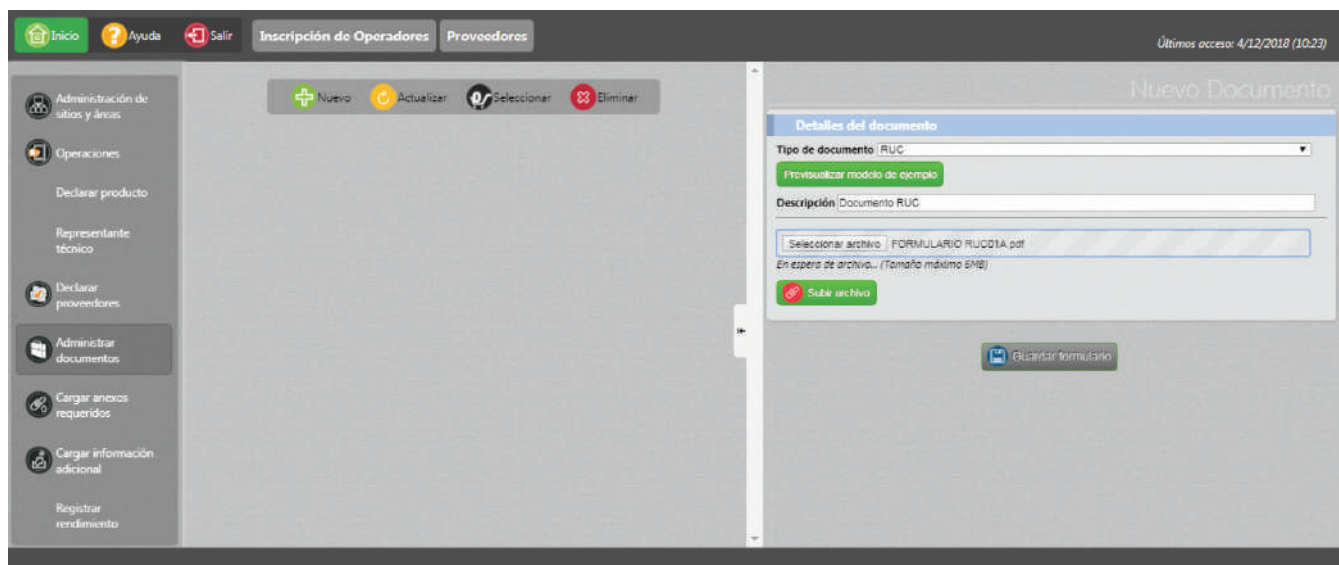 Inicio
Ayuda
Salir
Inscripción de Operadores
Proveedores
Últimos acceso: 4/12/2018 (10:23)
Administración de
sitios y áreas
Operaciones
Declarar producto
Representante
técnico
Declarar
proveedores
Administrar
documentos
Cargar anexos
requeridos
Cargar información
adicional
Registrar
rendimiento
Nuevo
Actualizar
Seleccionar
Eliminar
Nuevo Documento
Detalles del documento
Tipo de documento RUC
Previsualizar modelo de ejemplo
Descripción Documento RUC
Seleccionar archivo FORMULARIO RUC01A.pdf
En espera de archivo... (Tamaño máximo 6MB)
Subir archivo
Guardar formulario